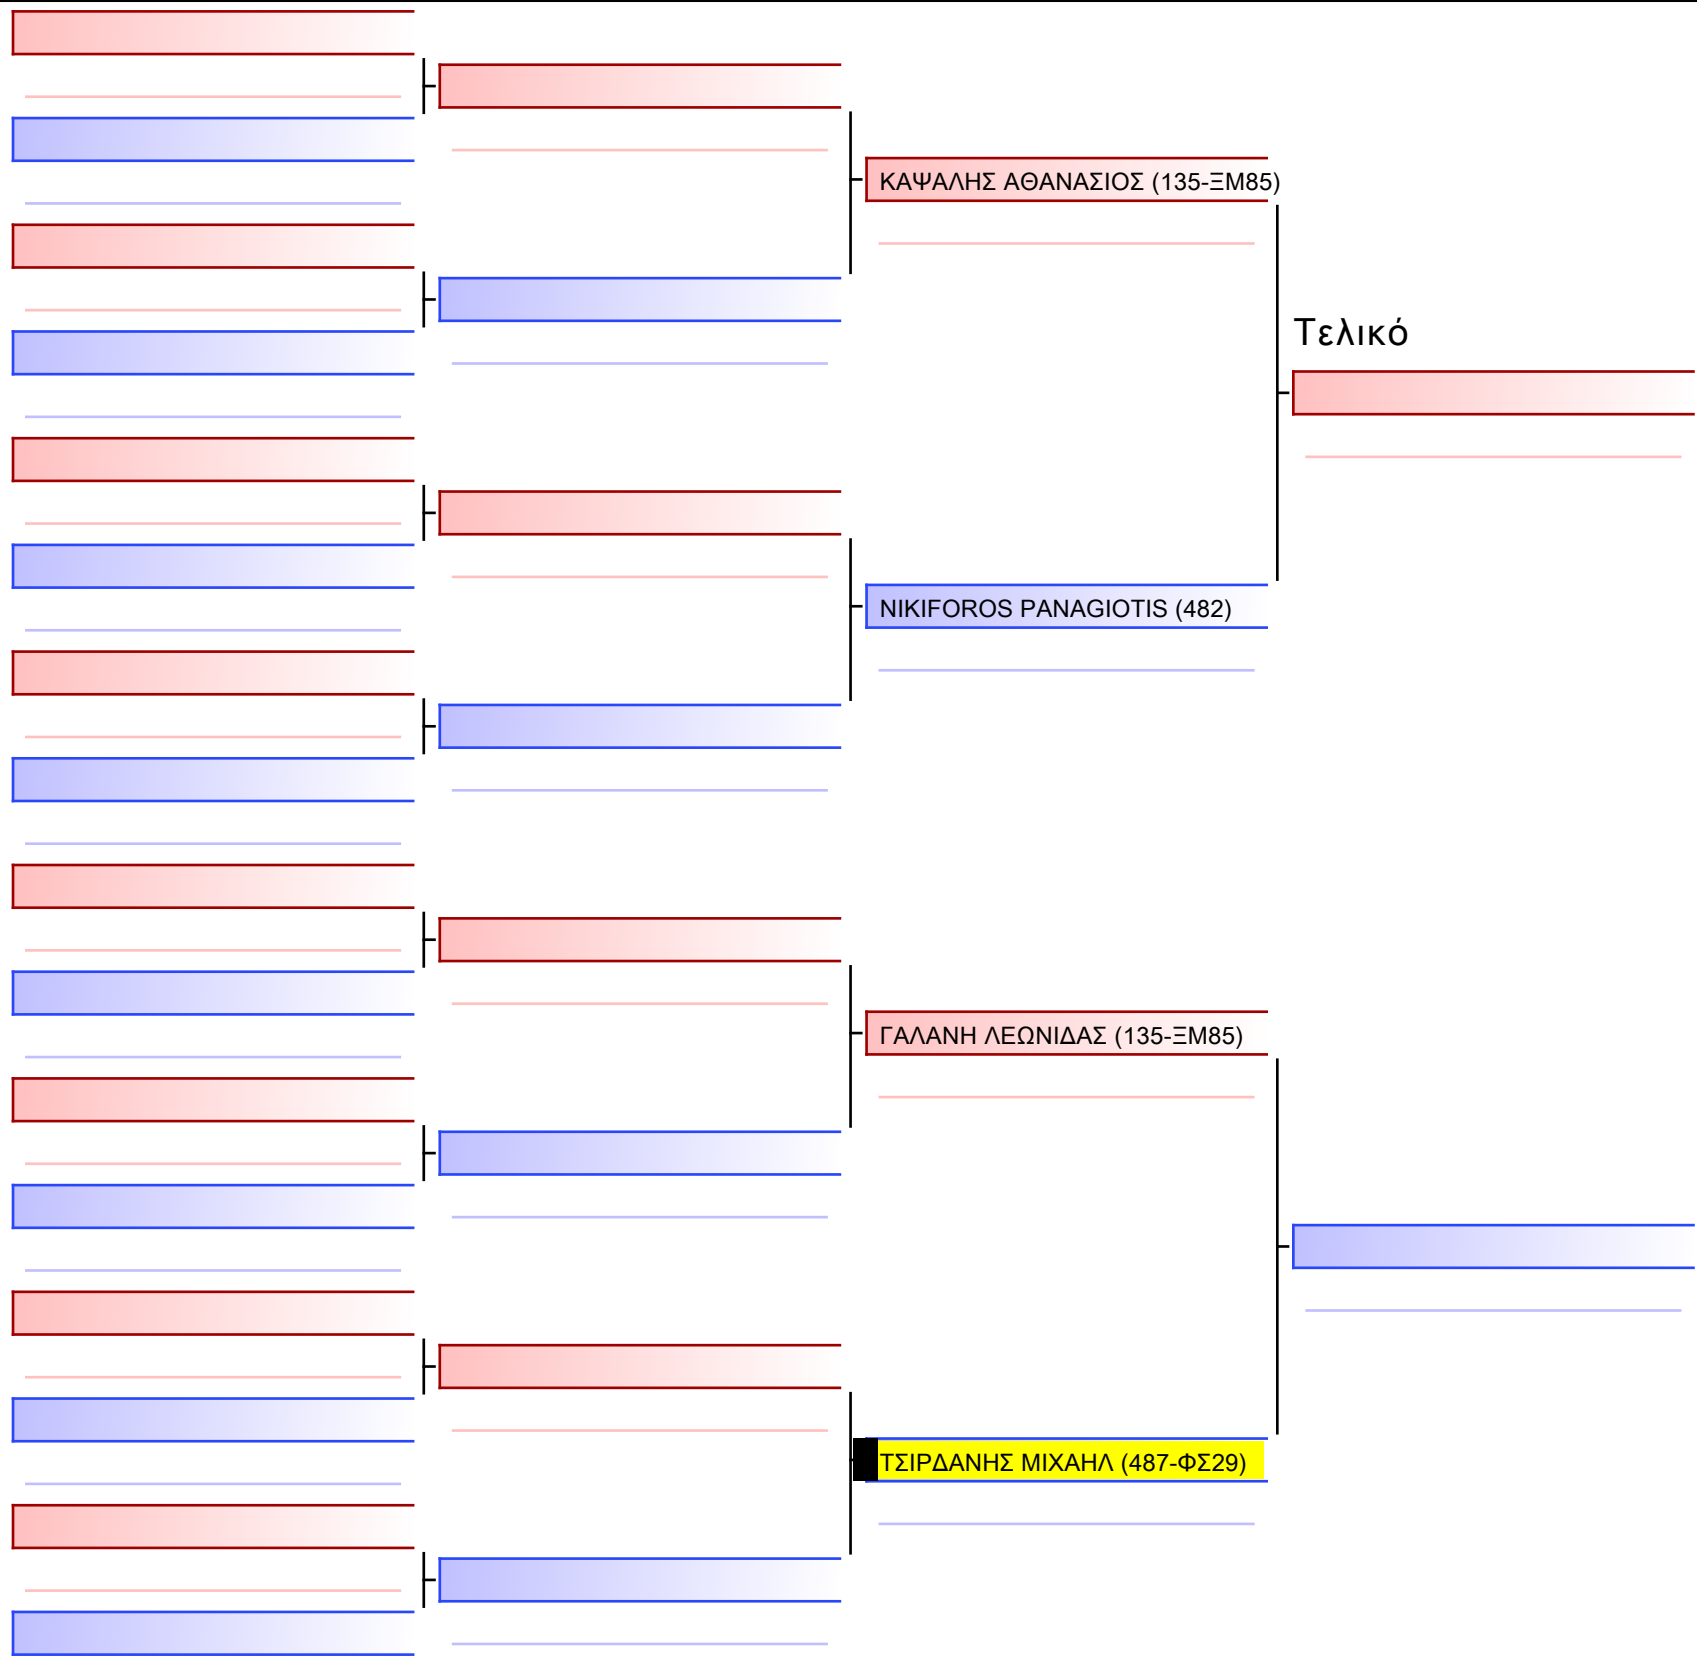 ΚΑΨΑΛΗΣ ΑΘΑΝΑΣΙΟΣ (135-ΞΜ85)
Τελικό
NIKIFOROS PANAGIOTIS (482)
ΓΑΛΑΝΗ ΛΕΩΝΙΔΑΣ (135-ΞΜ85)
ΤΣΙΡΔΑΝΗΣ ΜΙΧΑΗΛ (487-ΦΣ29)